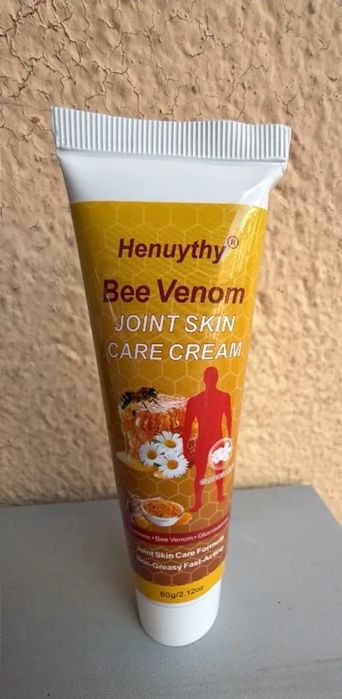 Henuythy®
Bee Venom
JOINT SKIN
CARE CREAM
• Bee Venom •
Joint Skin Care Formula
Non-Greasy Fast-Acting
60g/2.12oz